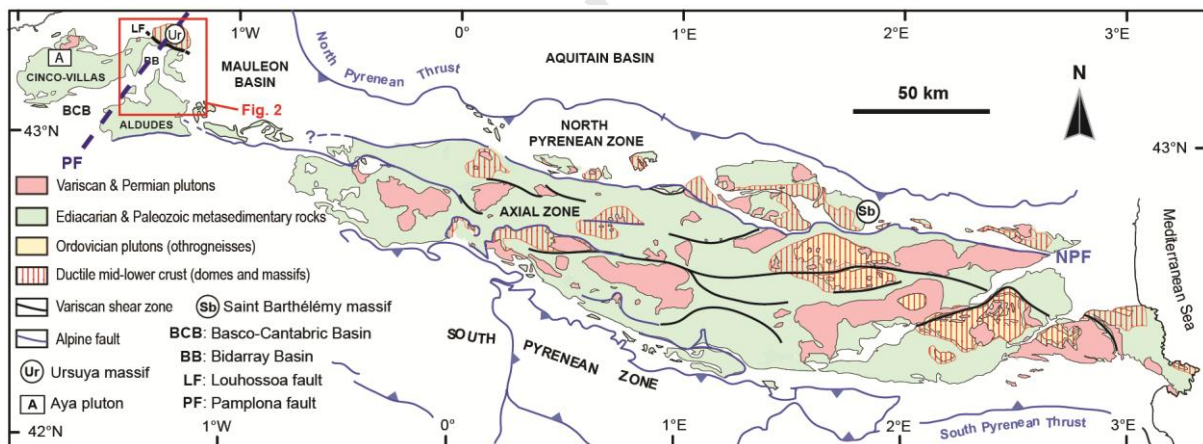 1°W
0°
1°E
2°E
3°E
LF
Ur
A
CINCO-VILLAS
BB
MAULEON
BASIN
North Pyrenean Thrust
AQUITAIN BASIN
N
50 km
Fig. 2
BCB
43°N
ALDUDES
PF
?
NORTH
PYRENEAN ZONE
43°N
Variscan & Permian plutons
Ediacarian & Paleozoic metasedimentary rocks
Ordovician plutons (othrogneisses)
Ductile mid-lower crust (domes and massifs)
Variscan shear zone
Sb Saint Barthélémy massif
Alpine fault
BCB: Basco-Cantabric Basin
Ur Ursuya massif
BB: Bidarray Basin
LF: Louhossoa fault
A Aya pluton
PF: Pamplona fault
AXIAL ZONE
Sb
NPF
Mediterranean Sea
SOUTH PYRENEAN ZONE
South Pyrenean Thrust
42°N
1°W
0°
1°E
2°E
3°E